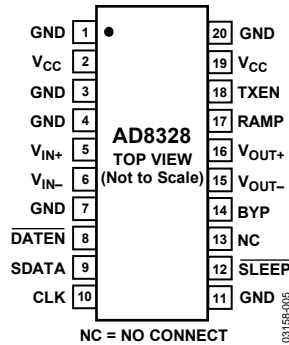 GND 1 20 GND
VCC 2 19 VCC
GND 3 18 TXEN
GND 4 17 RAMP
VIN+ 5 16 VOUT+
VIN– 6 15 VOUT–
GND 7 14 BYP
DATEN 8 13 NC
SDATA 9 12 SLEEP
CLK 10 11 GND
AD8328
TOP VIEW
(Not to Scale)
NC = NO CONNECT
03158-005